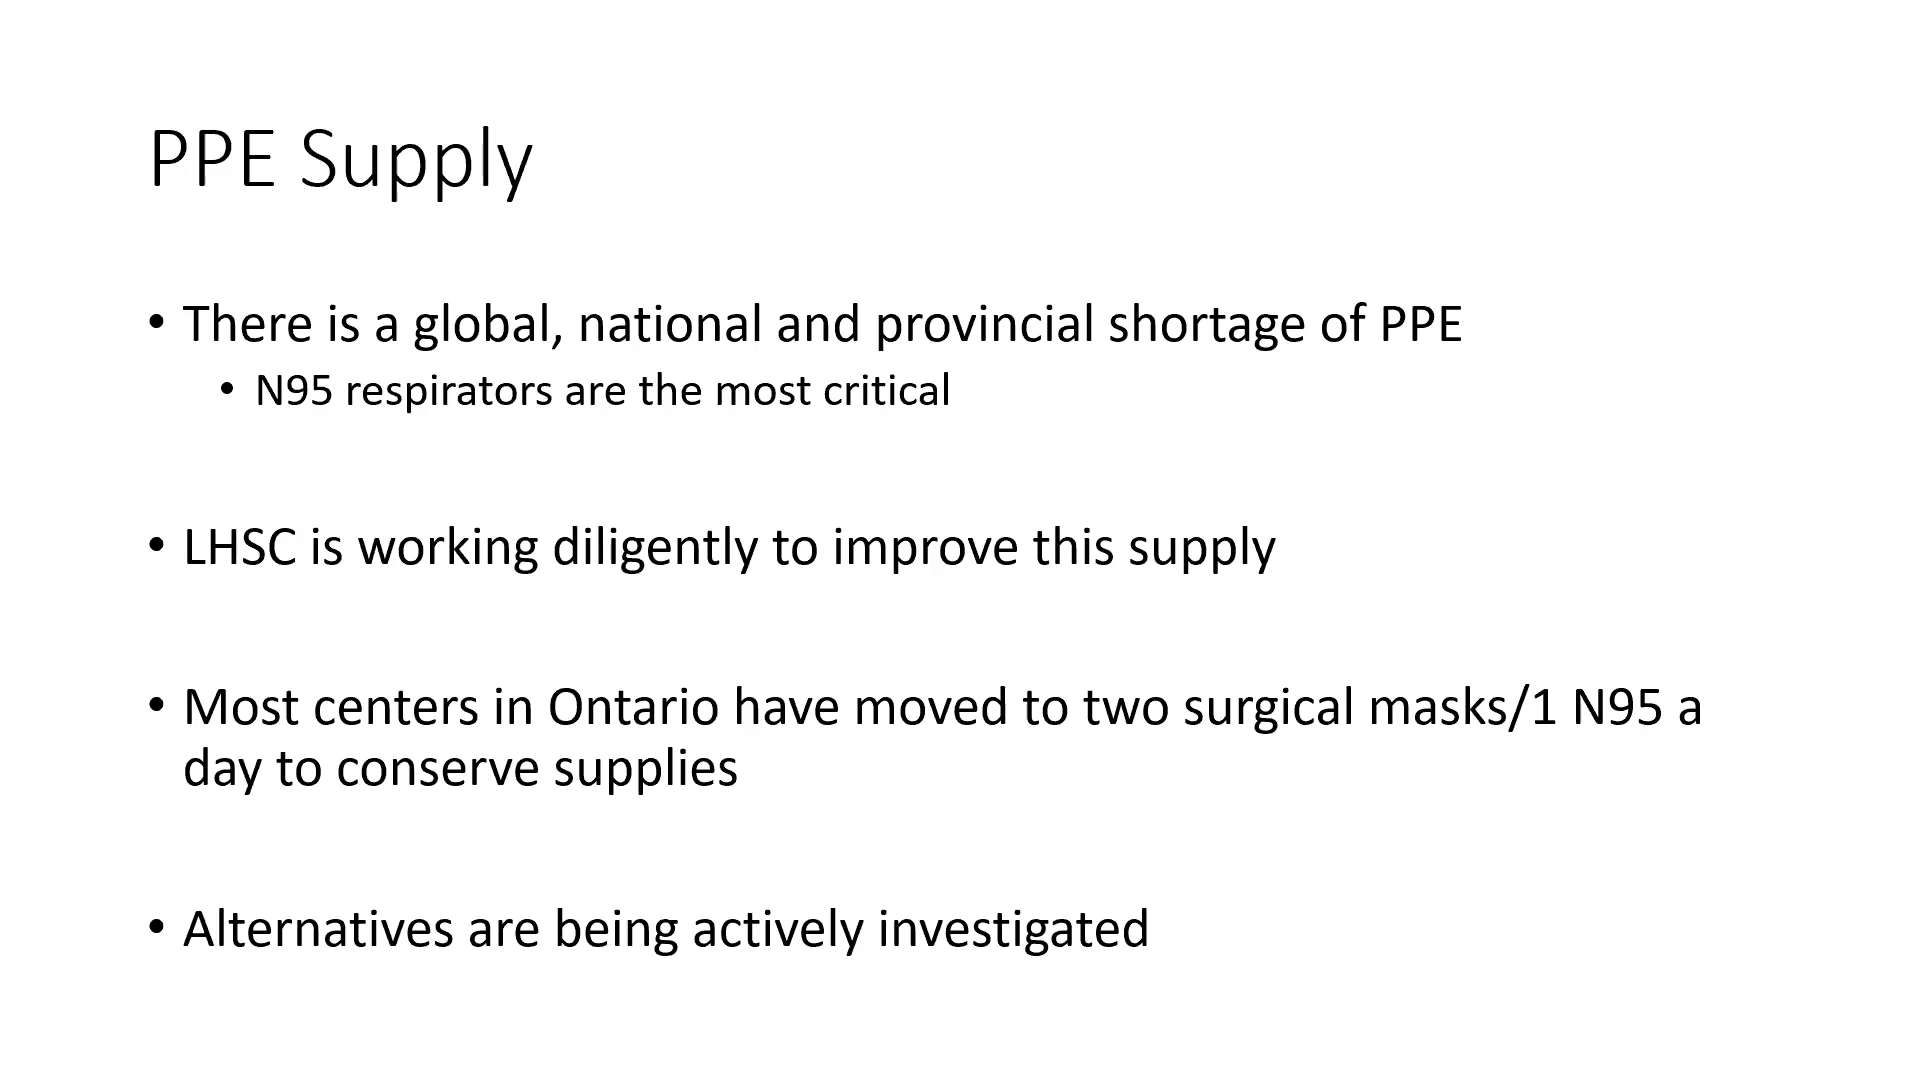 PPE Supply
• There is a global, national and provincial shortage of PPE
• N95 respirators are the most critical
• LHSC is working diligently to improve this supply
• Most centers in Ontario have moved to two surgical masks/1 N95 a
day to conserve supplies
• Alternatives are being actively investigated